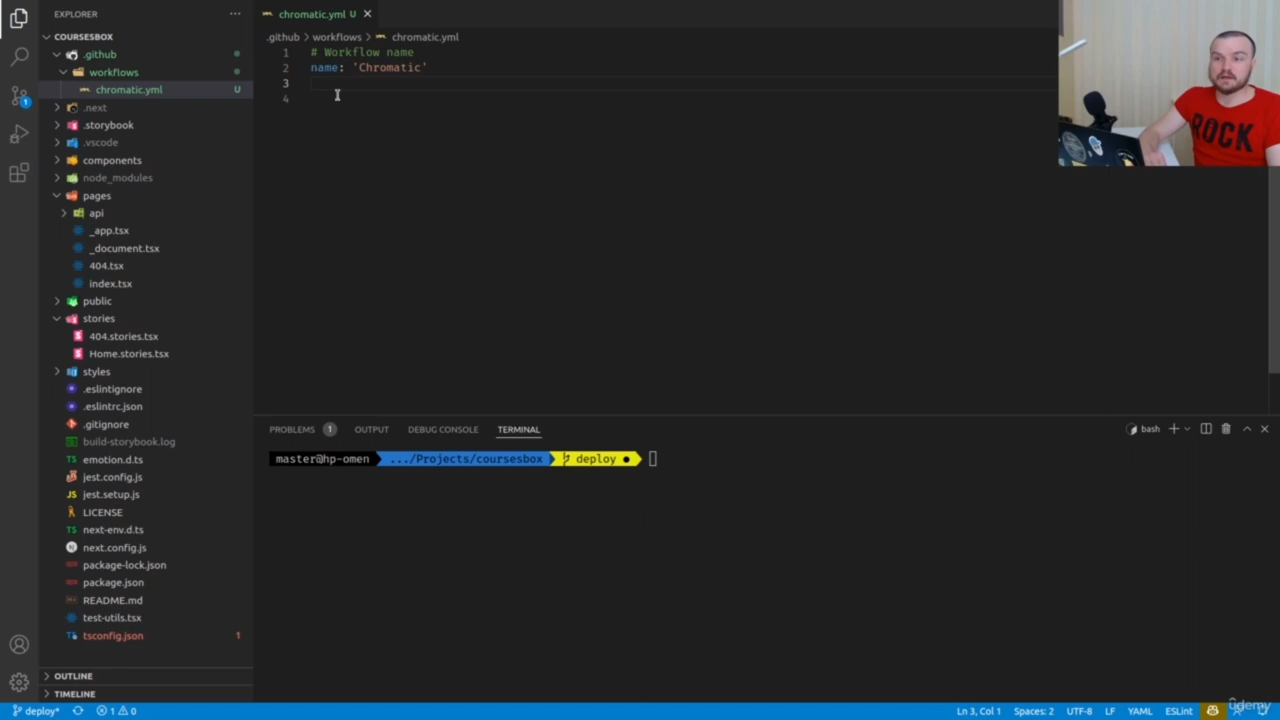 EXPLORER
COURSESBOX
.github
workflows
chromatic.yml U
.next
.storybook
.vscode
components
node_modules
pages
api
_app.tsx
_document.tsx
404.tsx
index.tsx
public
stories
404.stories.tsx
Home.stories.tsx
styles
.eslintignore
.eslintrc.json
.gitignore
build-storybook.log
emotion.d.ts
jest.config.js
jest.setup.js
LICENSE
next-env.d.ts
next.config.js
package-lock.json
package.json
README.md
test-utils.tsx
tsconfig.json 1
OUTLINE
TIMELINE
chromatic.yml U
.github > workflows > chromatic.yml
1 # Workflow name
2 name: 'Chromatic'
3
4
ROCK
PROBLEMS 1 OUTPUT DEBUG CONSOLE TERMINAL bash
master@hp-omen .../Projects/coursesbox deploy
deploy* 1 0 Ln 3, Col 1 Spaces: 2 UTF-8 LF YAML ESLint
udemy